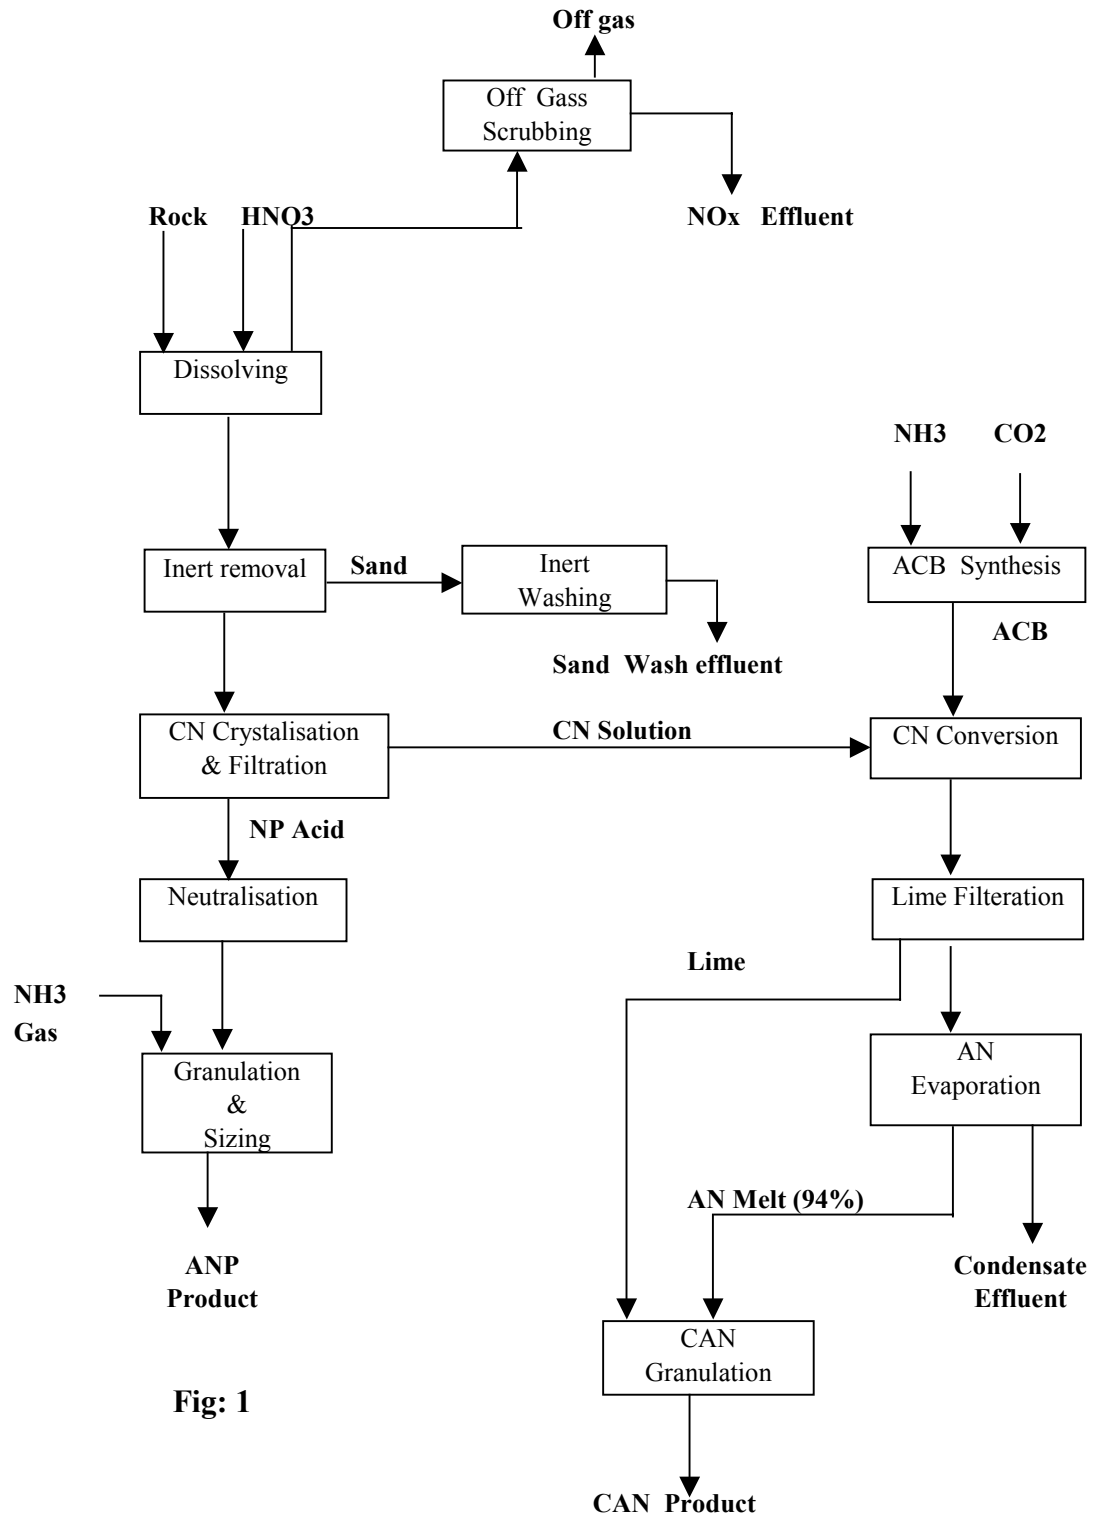 Off gas
Off Gass
Scrubbing
Rock HNO3
NOx Effluent
Dissolving
NH3 CO2
Inert removal
Sand
Inert
Washing
ACB Synthesis
ACB
Sand Wash effluent
CN Crystalisation
& Filtration
CN Solution
CN Conversion
NP Acid
Neutralisation
Lime Filteration
Lime
NH3
Gas
Granulation
&
Sizing
AN
Evaporation
AN Melt (94%)
ANP
Product
Condensate
Effluent
CAN
Granulation
Fig: 1
CAN Product